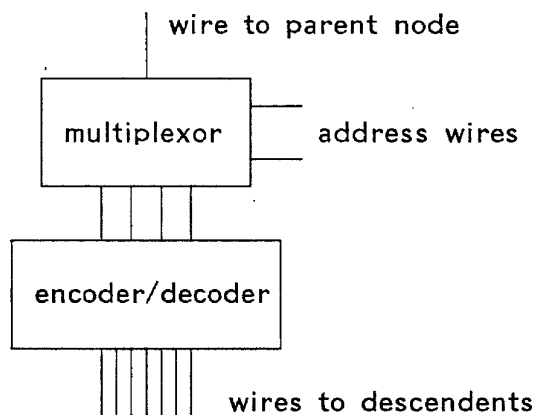 wire to parent node
multiplexor
address wires
encoder/decoder
wires to descendents